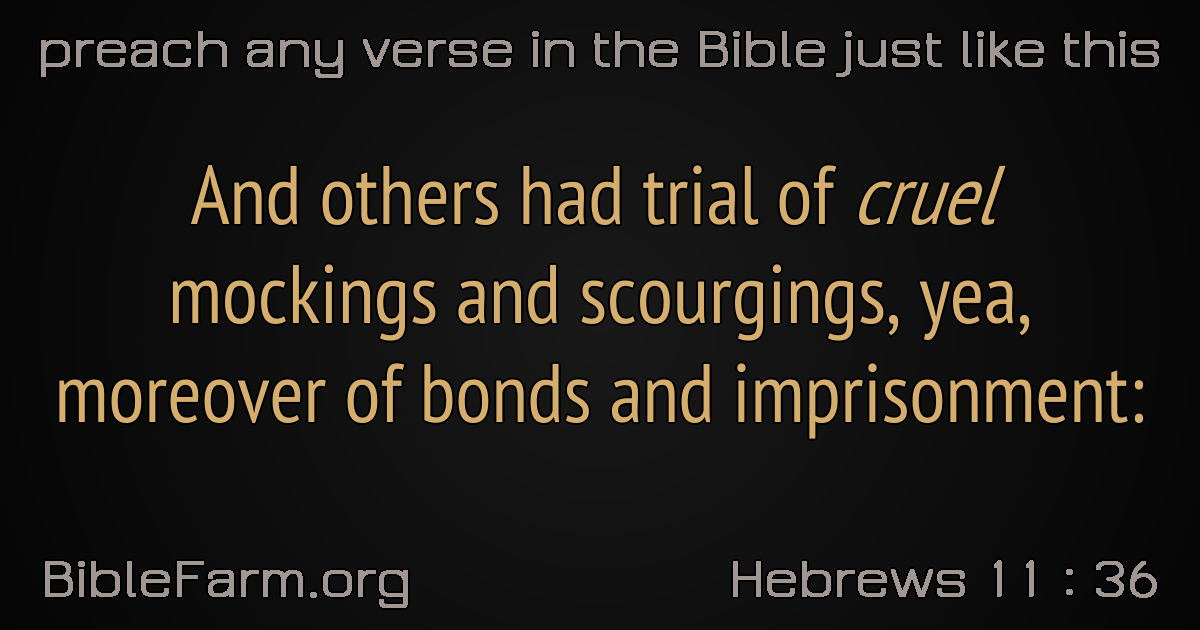 preach any verse in the Bible just like this
And others had trial of cruel
mockings and scourgings, yea,
moreover of bonds and imprisonment:
BibleFarm.org
Hebrews 11 : 36